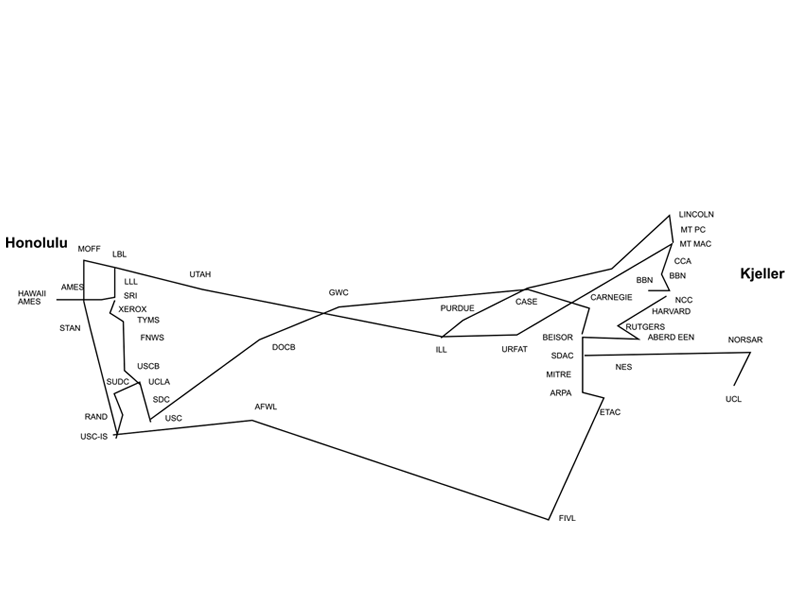 LINCOLN
MT PC
Honolulu
MOFF
LBL
MT MAC
CCA
UTAH
BBN
BBN
Kjeller
AMES
LLL
HAWAII
AMES
SRI
GWC
CARNEGIE
NCC
XEROX
PURDUE
CASE
HARVARD
TYMS
STAN
RUTGERS
FNWS
BEISOR
ABERD EEN
NORSAR
DOCB
ILL
URFAT
SDAC
USCB
NES
MITRE
SUDC
UCLA
ARPA
SDC
UCL
AFWL
ETAC
RAND
USC
USC-IS
FIVL